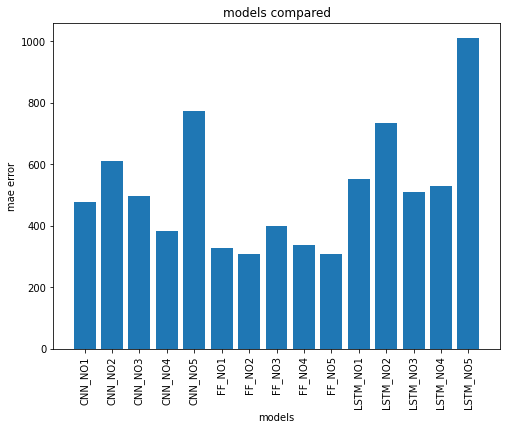 models compared
mae error
1000
800
600
400
200
0
CNN_NO1
CNN_NO2
CNN_NO3
CNN_NO4
CNN_NO5
FF_NO1
FF_NO2
FF_NO3
FF_NO4
FF_NO5
LSTM_NO1
LSTM_NO2
LSTM_NO3
LSTM_NO4
LSTM_NO5
models